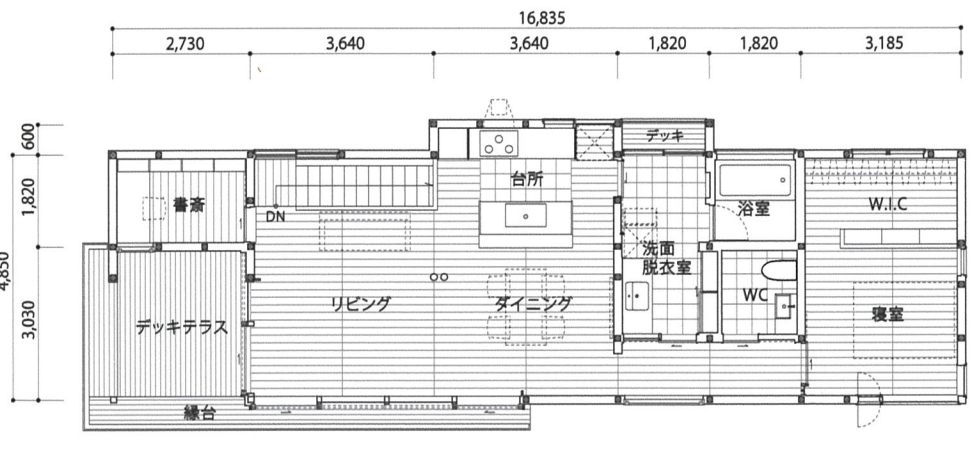 16,835
2,730
3,640
3,640
1,820
1,820
3,185
600
1,820
4,850
3,030
デッキ
台所
書斎
DN
浴室
W.I.C
洗面
脱衣室
WC
リビング
ダイニング
寝室
デッキテラス
縁台